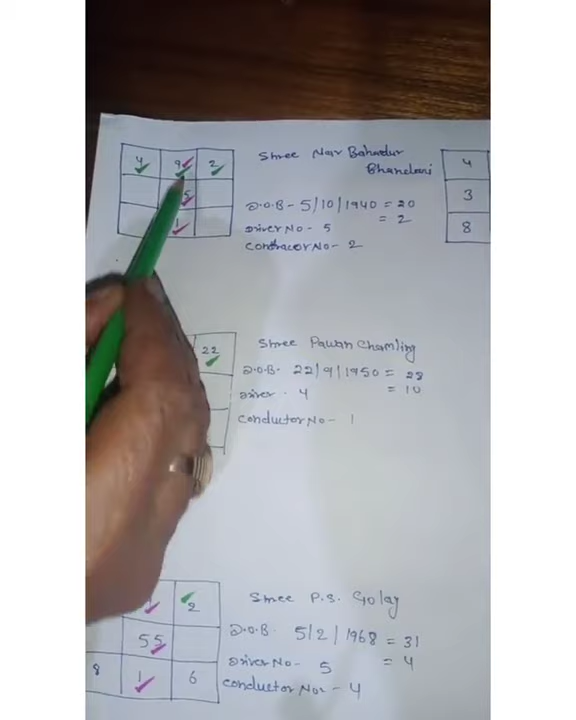 4 9 2
5
1
Shree Nar Bahadur
Bhandari
D.O.B - 5/10/1940 = 20
= 2
Driver No - 5
Contracor No - 2
4
3
8
22
Shree Pawan Chamling
D.O.B. 22/9/1950 = 28
= 10
Driver . 4
Conductor No - 1
2
55
8 1 6
Shree P.S. Golay
D.O.B. 5/2/1968 = 31
= 4
Driver No - 5
Conductor No - 4